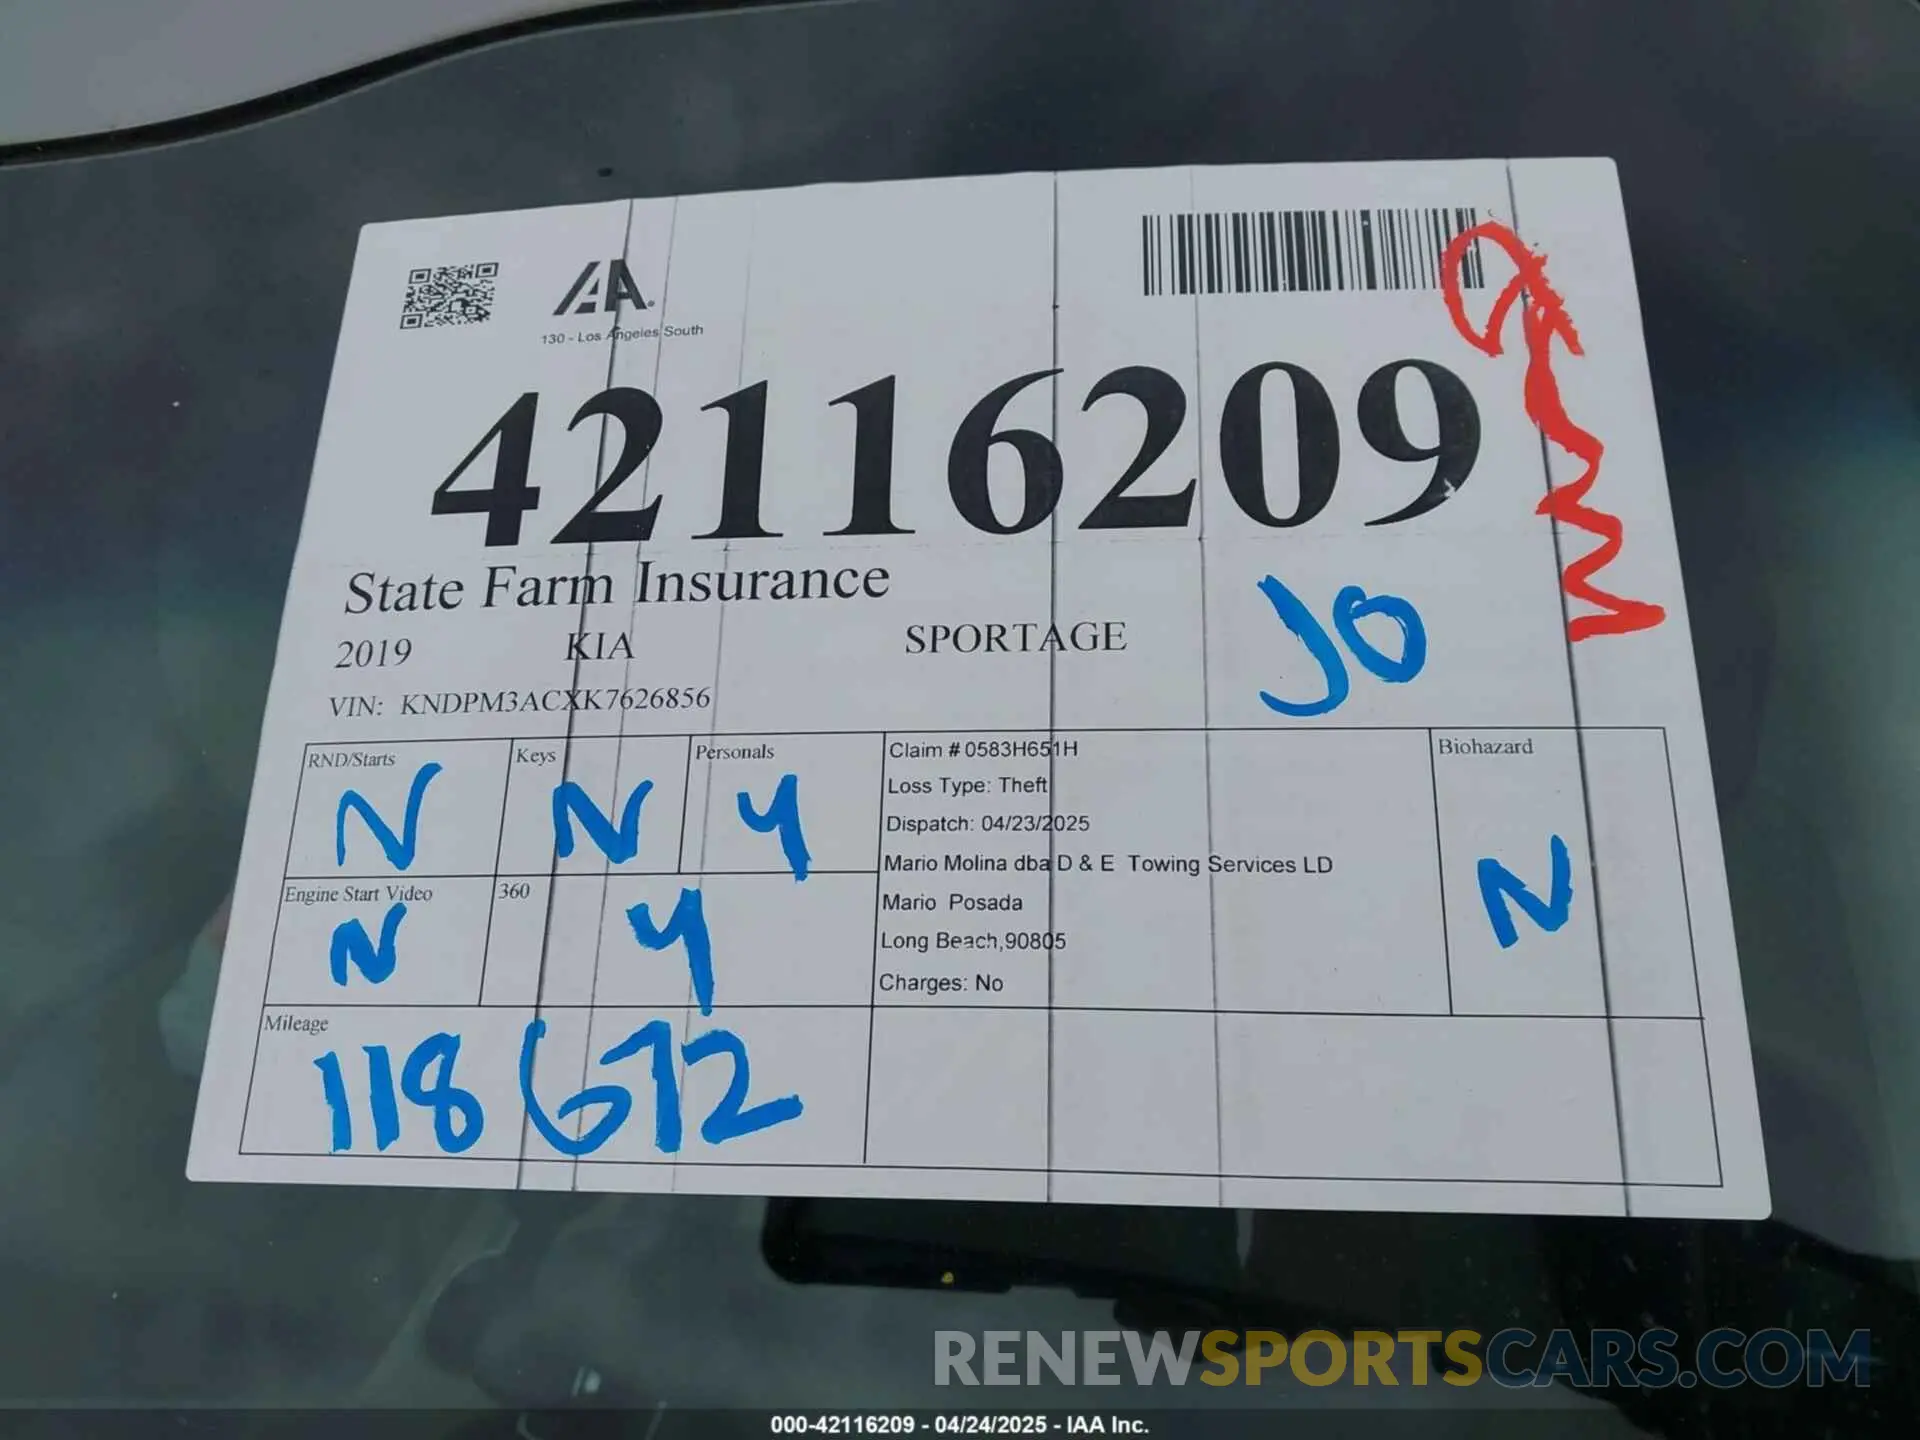 IAA
130 - Los Angeles South
42116209
State Farm Insurance
2019 KIA SPORTAGE
JO
VIN: KNDPM3ACXK7626856
RND/Starts
N
Keys
N
Personals
Y
Claim # 0583H651H
Loss Type: Theft
Dispatch: 04/23/2025
Mario Molina dba D & E Towing Services LD
Mario Posada
Long Beach,90805
Charges: No
Biohazard
N
Engine Start Video
N
360
Y
Mileage
118672
RENEWSPORTSCARS.COM
000-42116209 - 04/24/2025 - IAA Inc.